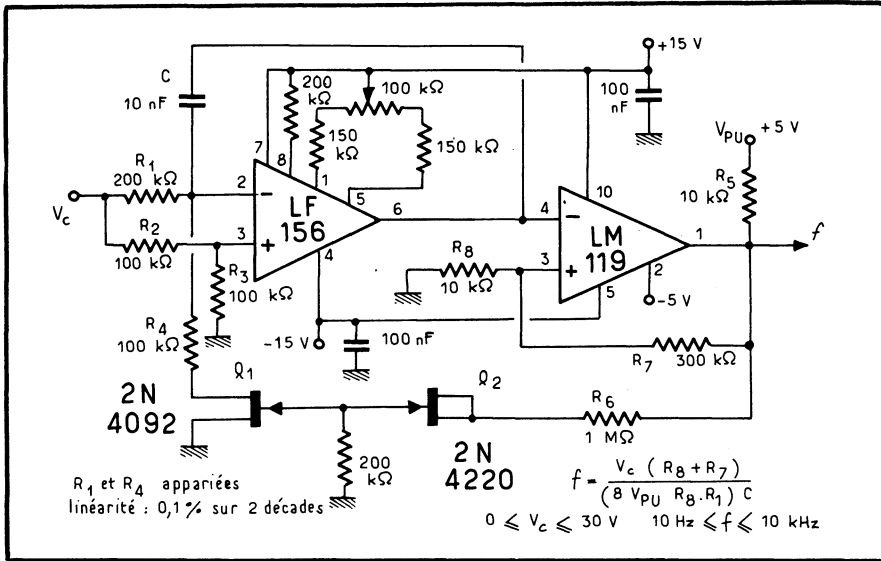 +15 V
C
10 nF
200
kΩ
100 kΩ
100
nF
150
kΩ
150 kΩ
V_PU +5 V
R1
200 kΩ
7
8
1
5
R5
10 kΩ
Vc
2
−
LF
156
6
4
−
10
R2
100 kΩ
3
+
4
LM
119
1
f
R3
100
kΩ
R8
10 kΩ
3
+
5
2
-5 V
R4
100
kΩ
-15 V
100 nF
R7
300 kΩ
Q1
Q2
R6
1 MΩ
2N
4092
200
kΩ
2N
4220
R1 et R4 appariées
linéarité : 0,1 % sur 2 décades
f = Vc ( R8 + R7 ) / (8 V_PU R8 . R1 ) C
0 ⩽ Vc ⩽ 30 V 10 Hz ⩽ f ⩽ 10 kHz